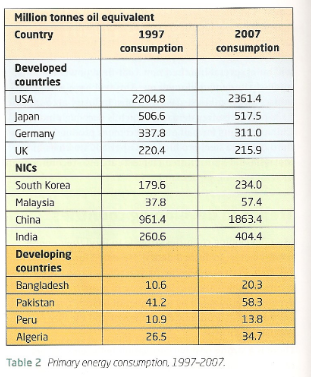 Million tonnes oil equivalent
Country 1997 consumption 2007 consumption
Developed countries
USA 2204.8 2361.4
Japan 506.6 517.5
Germany 337.8 311.0
UK 220.4 215.9
NICs
South Korea 179.6 234.0
Malaysia 37.8 57.4
China 961.4 1863.4
India 260.6 404.4
Developing countries
Bangladesh 10.6 20.3
Pakistan 41.2 58.3
Peru 10.9 13.8
Algeria 26.5 34.7
Table 2 Primary energy consumption, 1997–2007.